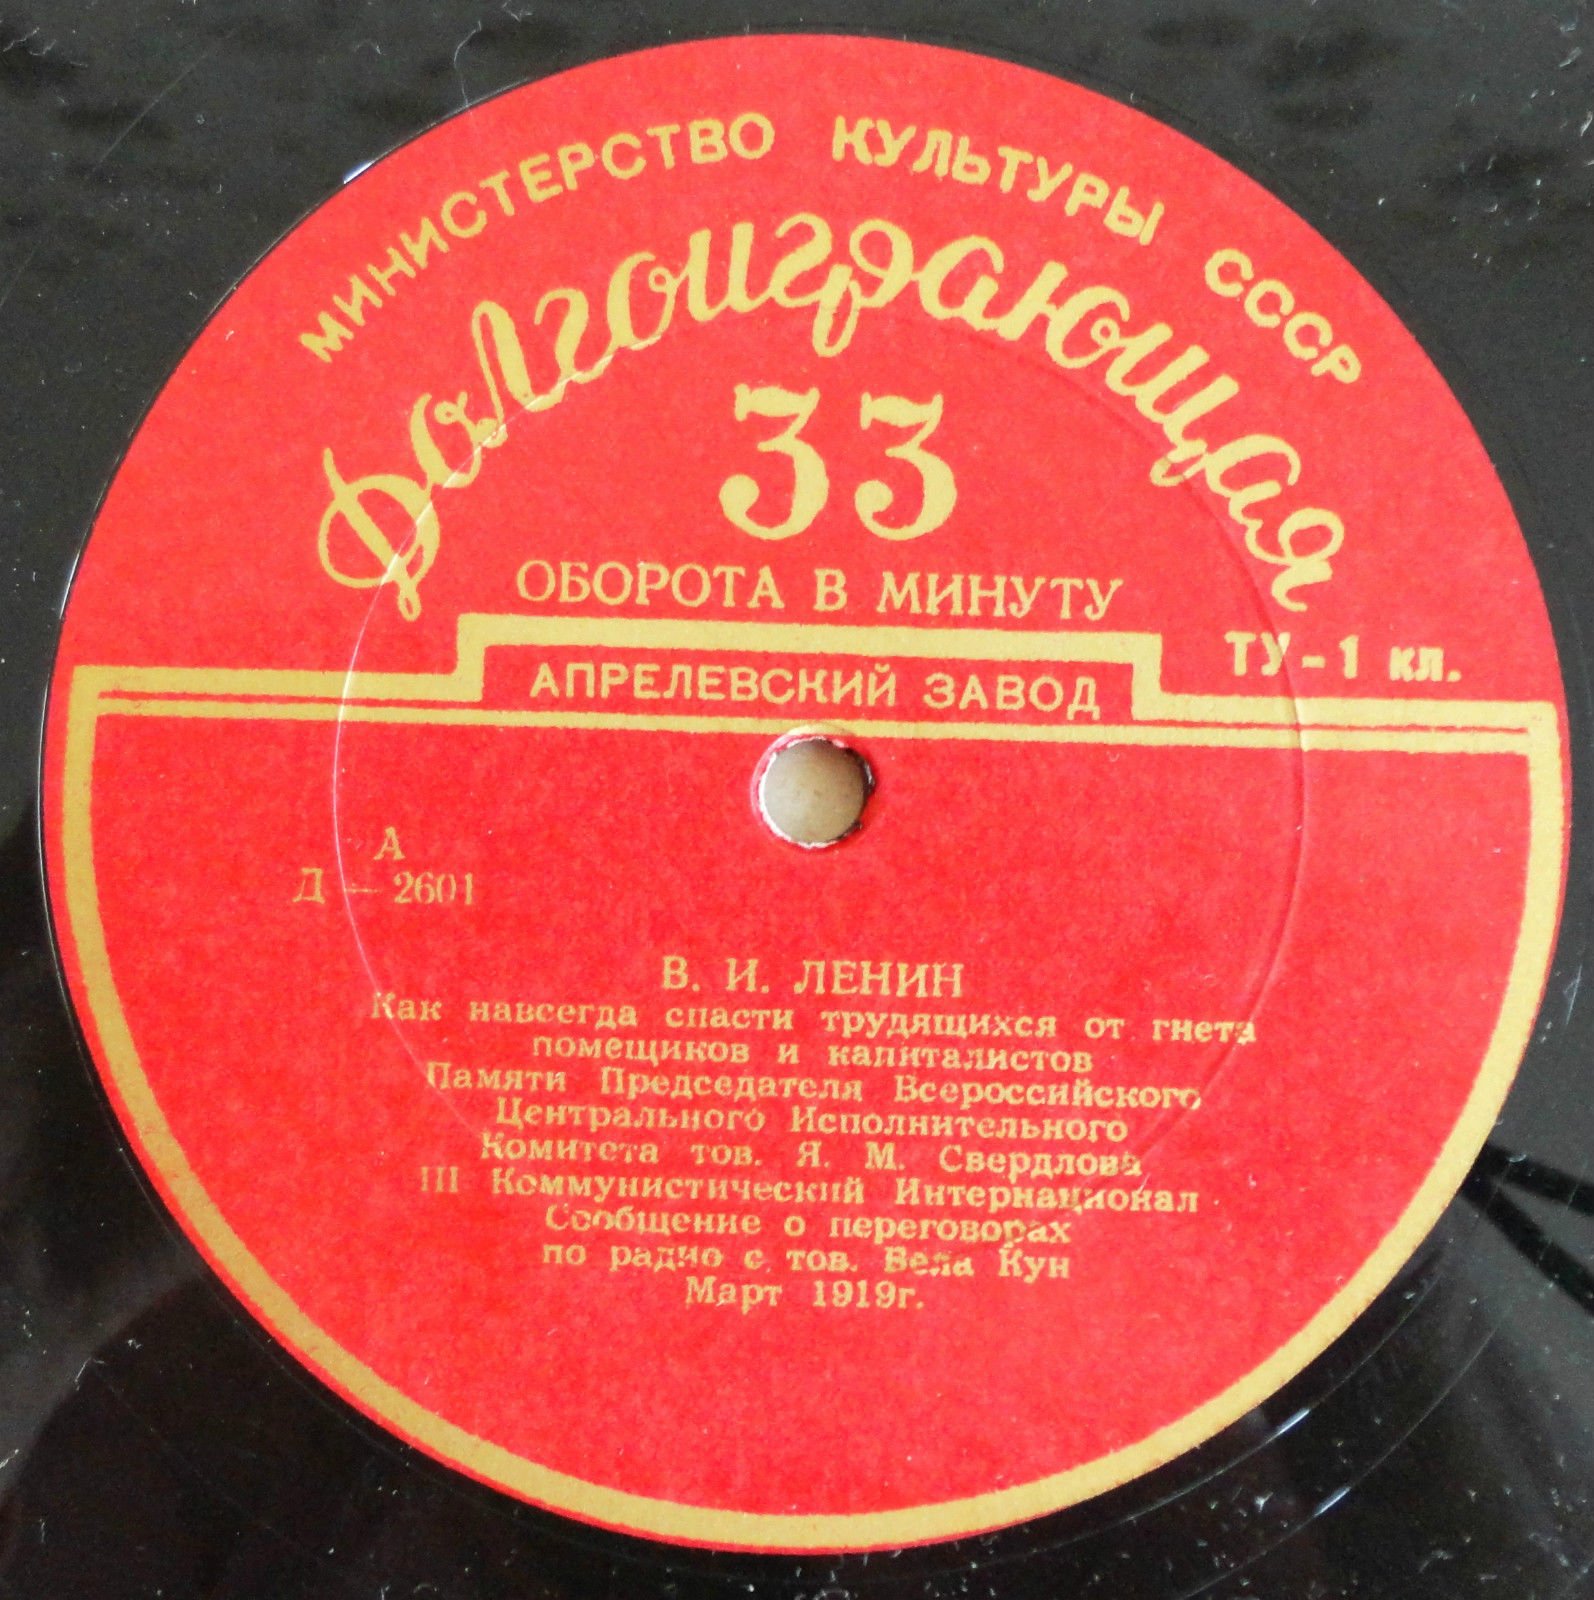 МИНИСТЕРСТВО КУЛЬТУРЫ СССР
Долгоиграющая
33
ОБОРОТА В МИНУТУ
ТУ-1 кл.
АПРЕЛЕВСКИЙ ЗАВОД
А
Д — 2601
В. И. ЛЕНИН
Как навсегда спасти трудящихся от гнета
помещиков и капиталистов
Памяти Председателя Всероссийского
Центрального Исполнительного
Комитета тов. Я. М. Свердлова
III Коммунистический Интернационал
Сообщение о переговорах
по радио с тов. Бела Кун
Март 1919г.